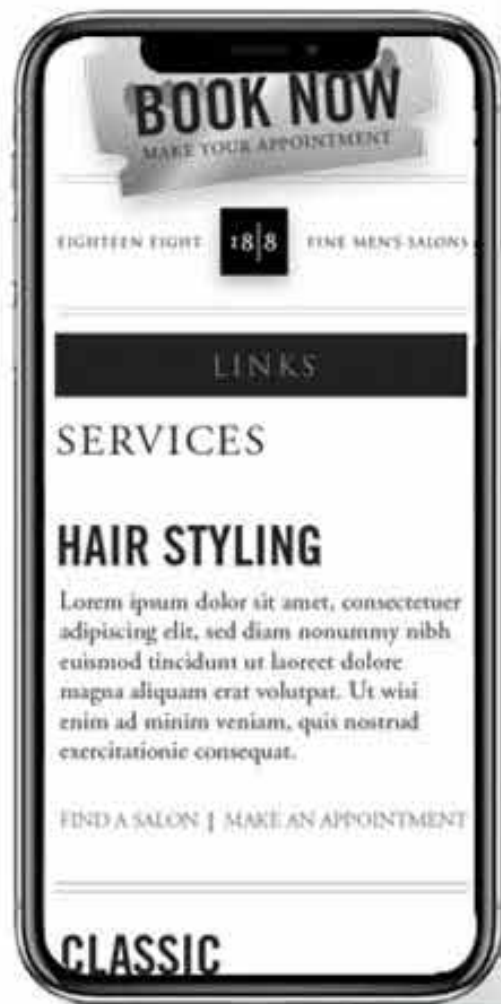 BOOK NOW
MAKE YOUR APPOINTMENT
EIGHTEEN EIGHT 18|8 FINE MEN'S SALONS
LINKS
SERVICES
HAIR STYLING
Lorem ipsum dolor sit amet, consectetuer
adipiscing elit, sed diam nonummy nibh
euismod tincidunt ut laoreet dolore
magna aliquam erat volutpat. Ut wisi
enim ad minim veniam, quis nostrud
exercitationie consequat.
FIND A SALON | MAKE AN APPOINTMENT
CLASSIC